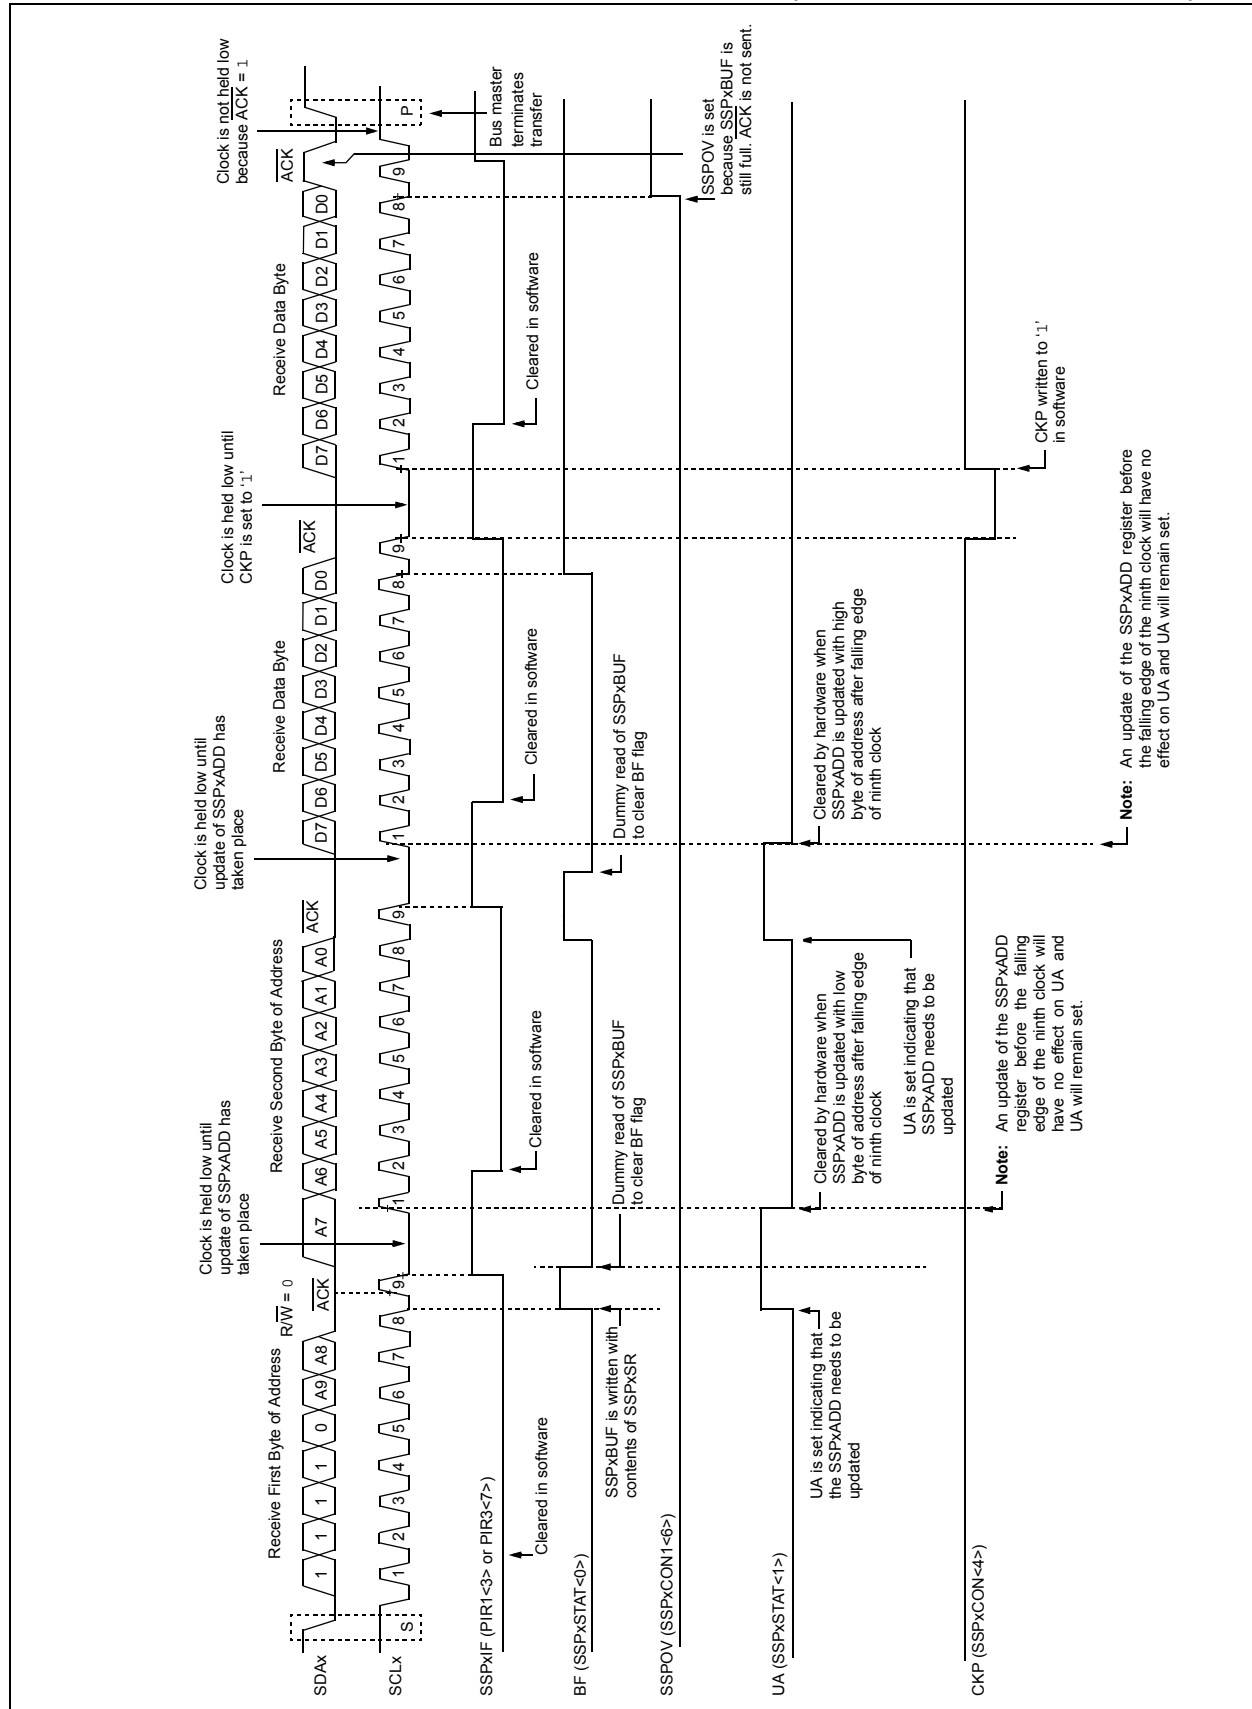 Receive First Byte of Address
R/W = 0
ACK
Clock is held low until
update of SSPxADD has
taken place
Receive Second Byte of Address
ACK
Clock is held low until
update of SSPxADD has
taken place
Receive Data Byte
ACK
Clock is held low until
CKP is set to ‘1’
Receive Data Byte
ACK
Clock is not held low
because ACK = 1
SDAx
1 1 1 1 0 A9 A8 A7 A6 A5 A4 A3 A2 A1 A0 D7 D6 D5 D4 D3 D2 D1 D0 D7 D6 D5 D4 D3 D2 D1 D0
SCLx
S 1 2 3 4 5 6 7 8 9 1 2 3 4 5 6 7 8 9 1 2 3 4 5 6 7 8 9 1 2 3 4 5 6 7 8 9 P
Bus master
terminates
transfer
SSPxIF (PIR1<3> or PIR3<7>)
Cleared in software
Cleared in software
Cleared in software
Cleared in software
BF (SSPxSTAT<0>)
SSPxBUF is written with
contents of SSPxSR
Dummy read of SSPxBUF
to clear BF flag
Dummy read of SSPxBUF
to clear BF flag
SSPOV (SSPxCON1<6>)
SSPOV is set
because SSPxBUF is
still full. ACK is not sent.
UA (SSPxSTAT<1>)
UA is set indicating that
the SSPxADD needs to be
updated
Cleared by hardware when
SSPxADD is updated with low
byte of address after falling edge
of ninth clock
UA is set indicating that
SSPxADD needs to be
updated
Cleared by hardware when
SSPxADD is updated with high
byte of address after falling edge
of ninth clock
CKP (SSPxCON<4>)
CKP written to ‘1’
in software
Note: An update of the SSPxADD
register before the falling
edge of the ninth clock will
have no effect on UA and
UA will remain set.
Note: An update of the SSPxADD register before
the falling edge of the ninth clock will have no
effect on UA and UA will remain set.